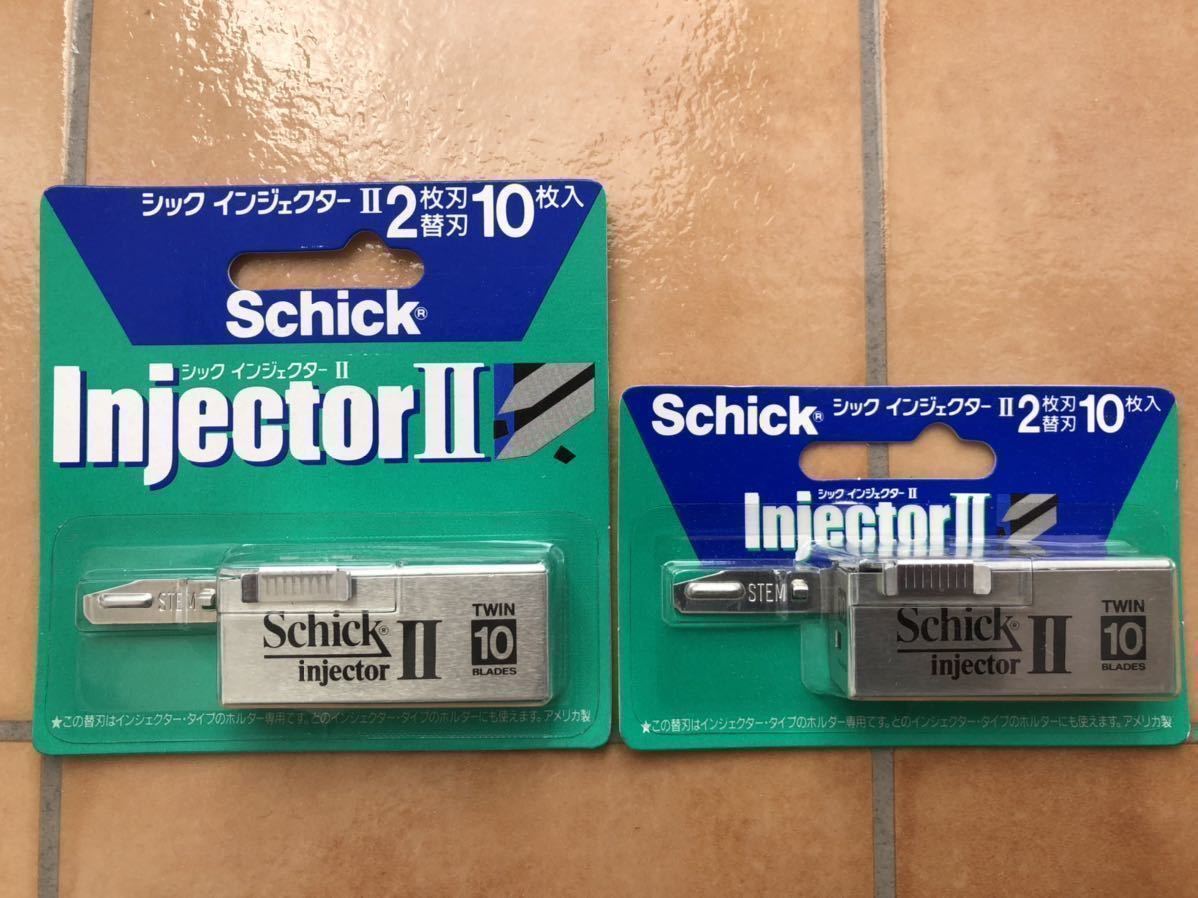 シック インジェクター II 2枚刃替刃 10枚入
Schick®
シック インジェクター II
Injector II
STEM
Schick®
injector II
TWIN
10
BLADES
★この替刃はインジェクター・タイプのホルダー専用です。どのインジェクター・タイプのホルダーにも使えます。アメリカ製
Schick® シック インジェクター II 2枚刃替刃 10枚入
シック インジェクター II
Injector II
STEM
Schick®
injector II
TWIN
10
BLADES
★この替刃はインジェクター・タイプのホルダー専用です。どのインジェクター・タイプのホルダーにも使えます。アメリカ製